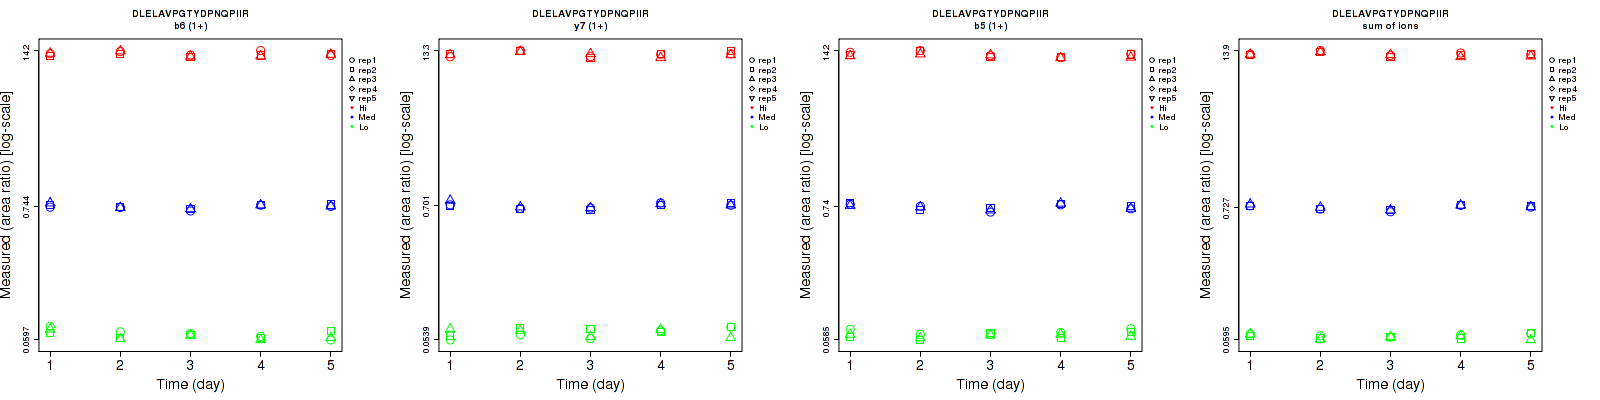 DLELAVPGTYDPNQPIIR
b6 (1+)
Measured (area ratio) [log-scale]
14.2
0.744
0.0597
1 2 3 4 5
Time (day)
rep1
rep2
rep3
rep4
rep5
Hi
Med
Lo
DLELAVPGTYDPNQPIIR
y7 (1+)
Measured (area ratio) [log-scale]
13.3
0.701
0.0539
1 2 3 4 5
Time (day)
rep1
rep2
rep3
rep4
rep5
Hi
Med
Lo
DLELAVPGTYDPNQPIIR
b5 (1+)
Measured (area ratio) [log-scale]
14.2
0.74
0.0585
1 2 3 4 5
Time (day)
rep1
rep2
rep3
rep4
rep5
Hi
Med
Lo
DLELAVPGTYDPNQPIIR
sum of ions
Measured (area ratio) [log-scale]
13.9
0.727
0.0595
1 2 3 4 5
Time (day)
rep1
rep2
rep3
rep4
rep5
Hi
Med
Lo